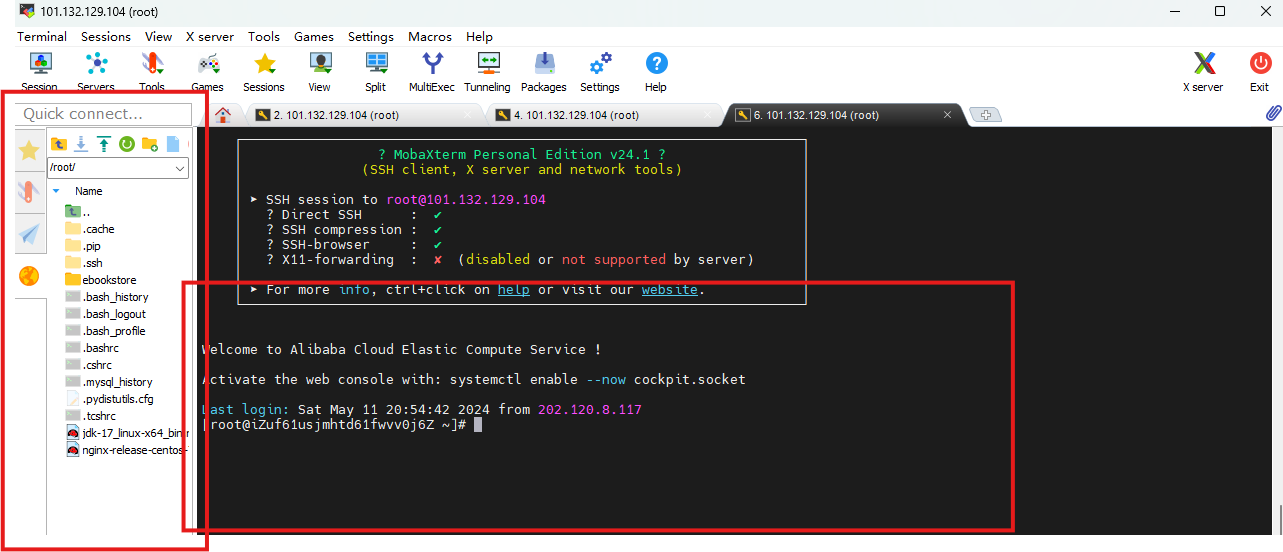 101.132.129.104 (root)
Terminal Sessions View X server Tools Games Settings Macros Help
Session Servers Tools Games Sessions View Split MultiExec Tunneling Packages Settings Help X server Exit
Quick connect...
2. 101.132.129.104 (root) 4. 101.132.129.104 (root) 6. 101.132.129.104 (root)
/root/
Name
..
.cache
.pip
.ssh
ebookstore
.bash_history
.bash_logout
.bash_profile
.bashrc
.cshrc
.mysql_history
.pydistutils.cfg
.tcshrc
jdk-17_linux-x64_bin
nginx-release-centos-
? MobaXterm Personal Edition v24.1 ?
(SSH client, X server and network tools)
➤ SSH session to root@101.132.129.104
? Direct SSH : ✔
? SSH compression : ✔
? SSH-browser : ✔
? X11-forwarding : ✘ (disabled or not supported by server)
➤ For more info, ctrl+click on help or visit our website.
Welcome to Alibaba Cloud Elastic Compute Service !
Activate the web console with: systemctl enable --now cockpit.socket
Last login: Sat May 11 20:54:42 2024 from 202.120.8.117
[root@iZuf61usjmhtd61fwvv0j6Z ~]#